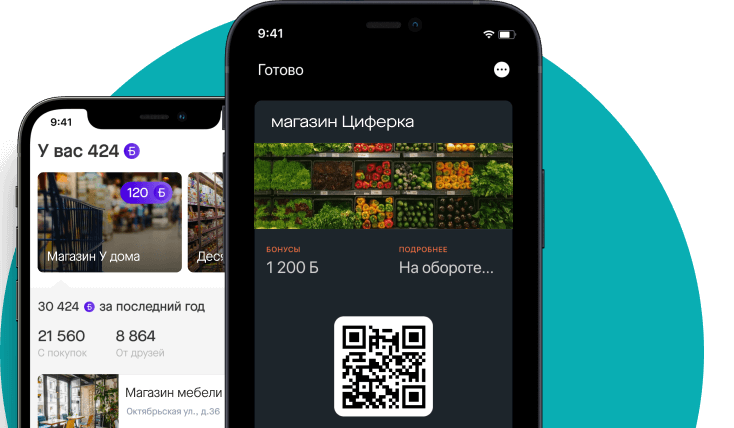 9:41
У вас 424 Б
120 Б
Магазин У дома
Деся
30 424 Б за последний год
21 560
8 864
С покупок
От друзей
Магазин мебели
Октябрьская ул., д.36
9:41
Готово
магазин Циферка
БОНУСЫ
ПОДРОБНЕЕ
1 200 Б
На обороте...